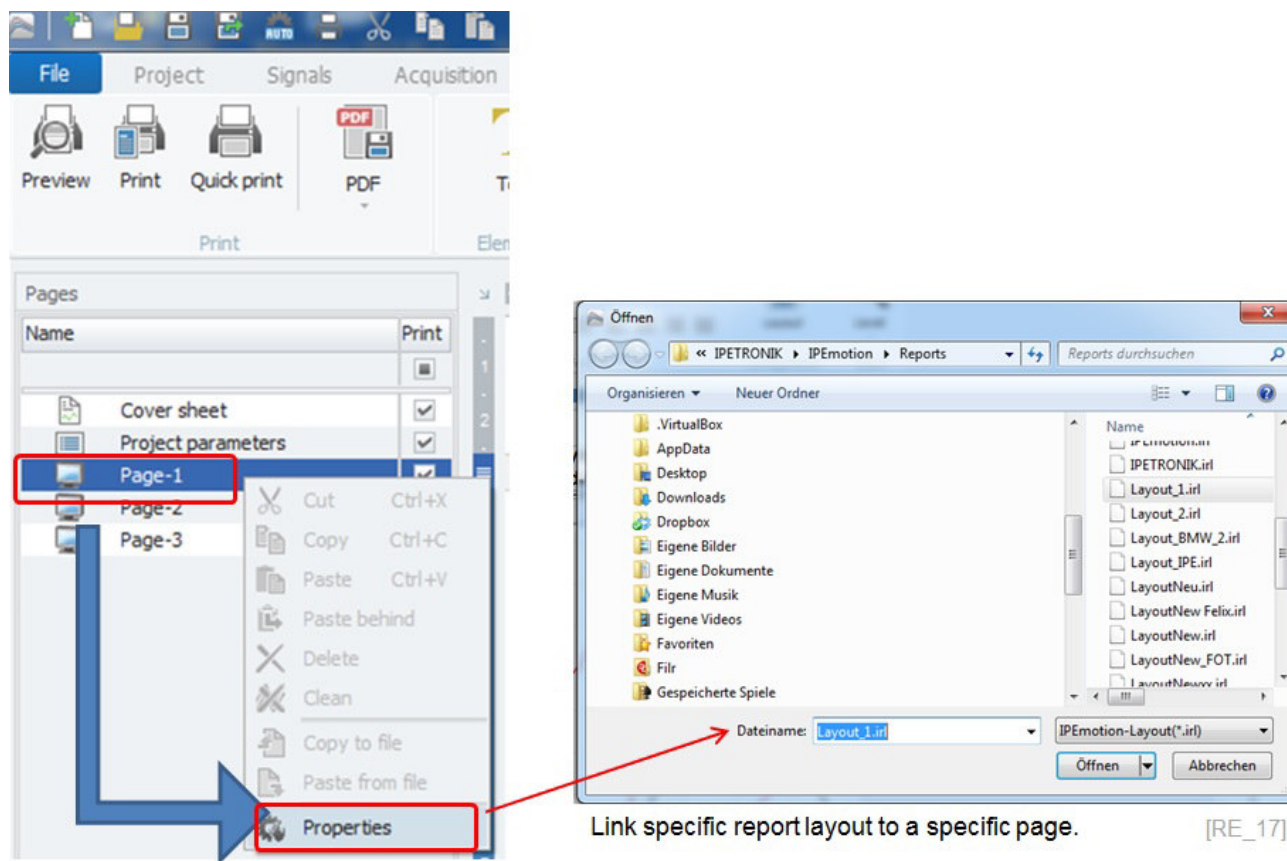 AUTO
File Project Signals Acquisition
PDF
Preview Print Quick print PDF
Print
Pages
Name Print
1
2
Cover sheet
Project parameters
Page-1
Page-2
Page-3
Cut Ctrl+X
Copy Ctrl+C
Paste Ctrl+V
Paste behind
Delete
Clean
Copy to file
Paste from file
Properties
Öffnen
« IPETRONIK IPEmotion Reports
Reports durchsuchen
Organisieren Neuer Ordner
.VirtualBox
AppData
Desktop
Downloads
Dropbox
Eigene Bilder
Eigene Dokumente
Eigene Musik
Eigene Videos
Favoriten
Filr
Gespeicherte Spiele
Name
IPETRONIK.irl
Layout_1.irl
Layout_2.irl
Layout_BMW_2.irl
Layout_IPE.irl
LayoutNeu.irl
LayoutNew Felix.irl
LayoutNew.irl
LayoutNew_FOT.irl
Dateiname: Layout_1.irl
IPEmotion-Layout(*.irl)
Öffnen Abbrechen
Link specific report layout to a specific page.
[RE_17]